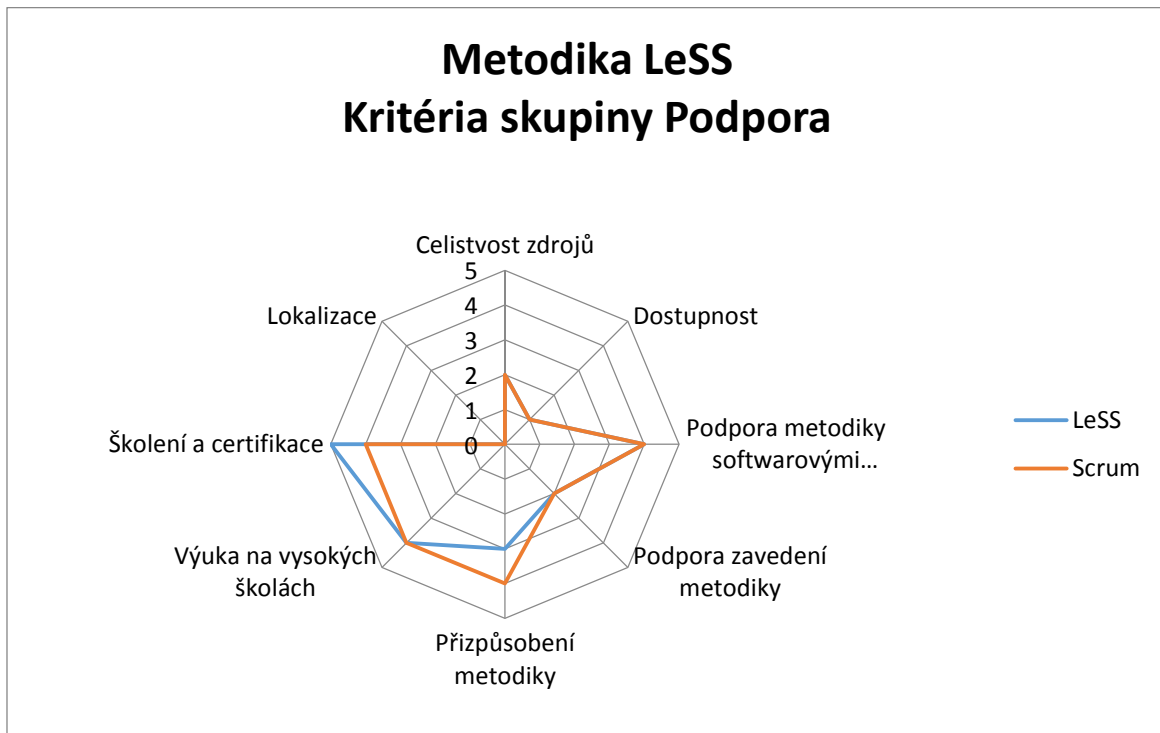 Metodika LeSS
Kritéria skupiny Podpora
Celistvost zdrojů
Dostupnost
Podpora metodiky
softwarovými...
Podpora zavedení
metodiky
Přizpůsobení
metodiky
Výuka na vysokých
školách
Školení a certifikace
Lokalizace
5
4
3
2
1
0
LeSS
Scrum